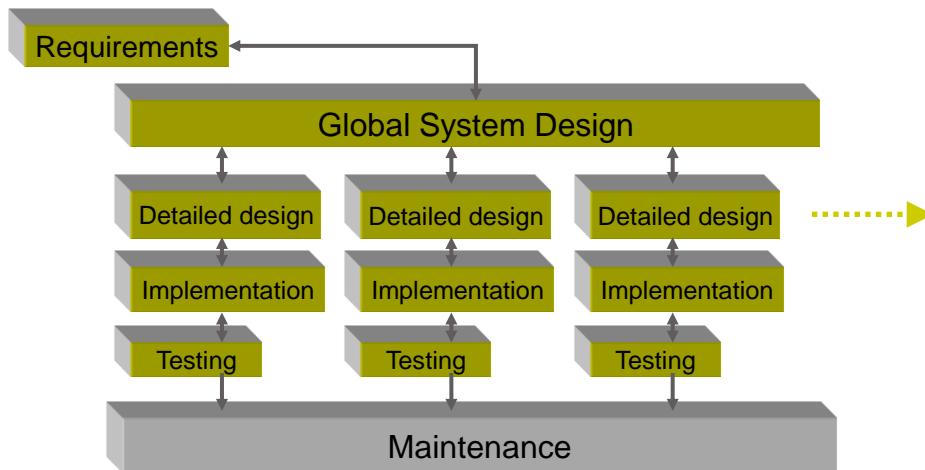 Requirements
Global System Design
Detailed design
Detailed design
Detailed design
Implementation
Implementation
Implementation
Testing
Testing
Testing
Maintenance